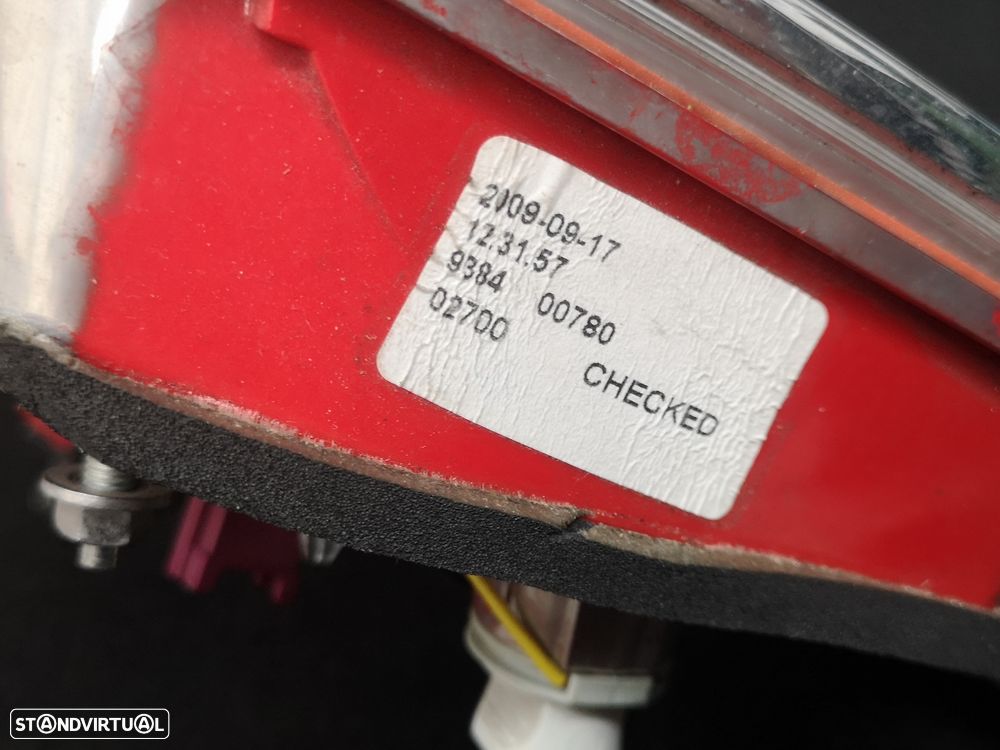 2009-09-17
12.31.57
9384 00780
02700
CHECKED
STANDVIRTUAL